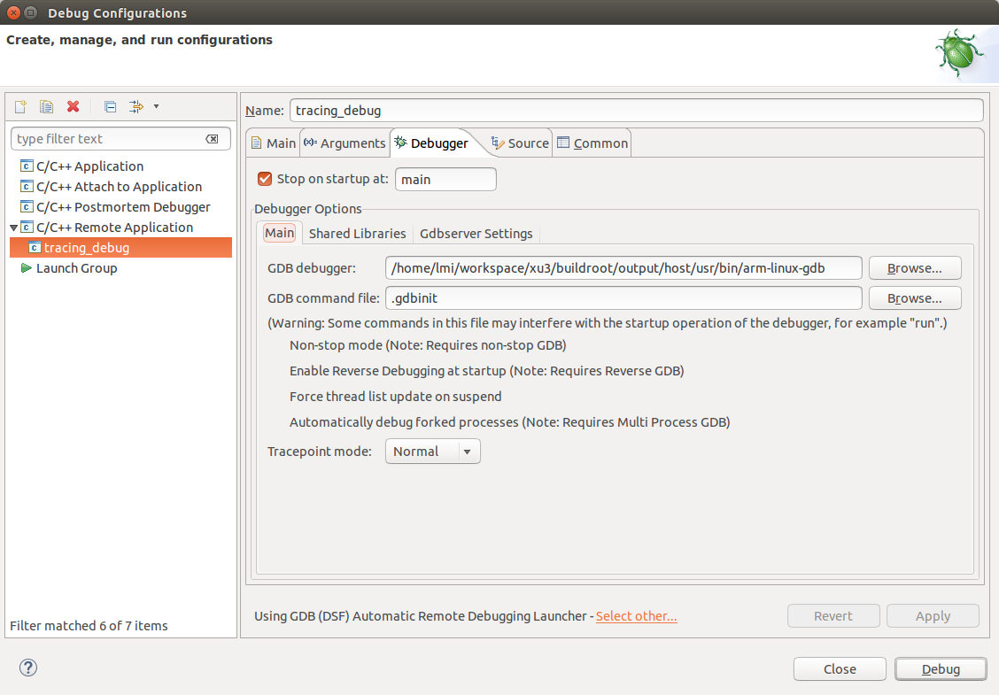 Debug Configurations
Create, manage, and run configurations
type filter text
C/C++ Application
C/C++ Attach to Application
C/C++ Postmortem Debugger
C/C++ Remote Application
tracing_debug
Launch Group
Filter matched 6 of 7 items
Name: tracing_debug
Main (x)= Arguments Debugger Source Common
Stop on startup at: main
Debugger Options
Main Shared Libraries Gdbserver Settings
GDB debugger: /home/lmi/workspace/xu3/buildroot/output/host/usr/bin/arm-linux-gdb Browse...
GDB command file: .gdbinit Browse...
(Warning: Some commands in this file may interfere with the startup operation of the debugger, for example "run".)
Non-stop mode (Note: Requires non-stop GDB)
Enable Reverse Debugging at startup (Note: Requires Reverse GDB)
Force thread list update on suspend
Automatically debug forked processes (Note: Requires Multi Process GDB)
Tracepoint mode: Normal
Using GDB (DSF) Automatic Remote Debugging Launcher - Select other... Revert Apply
? Close Debug